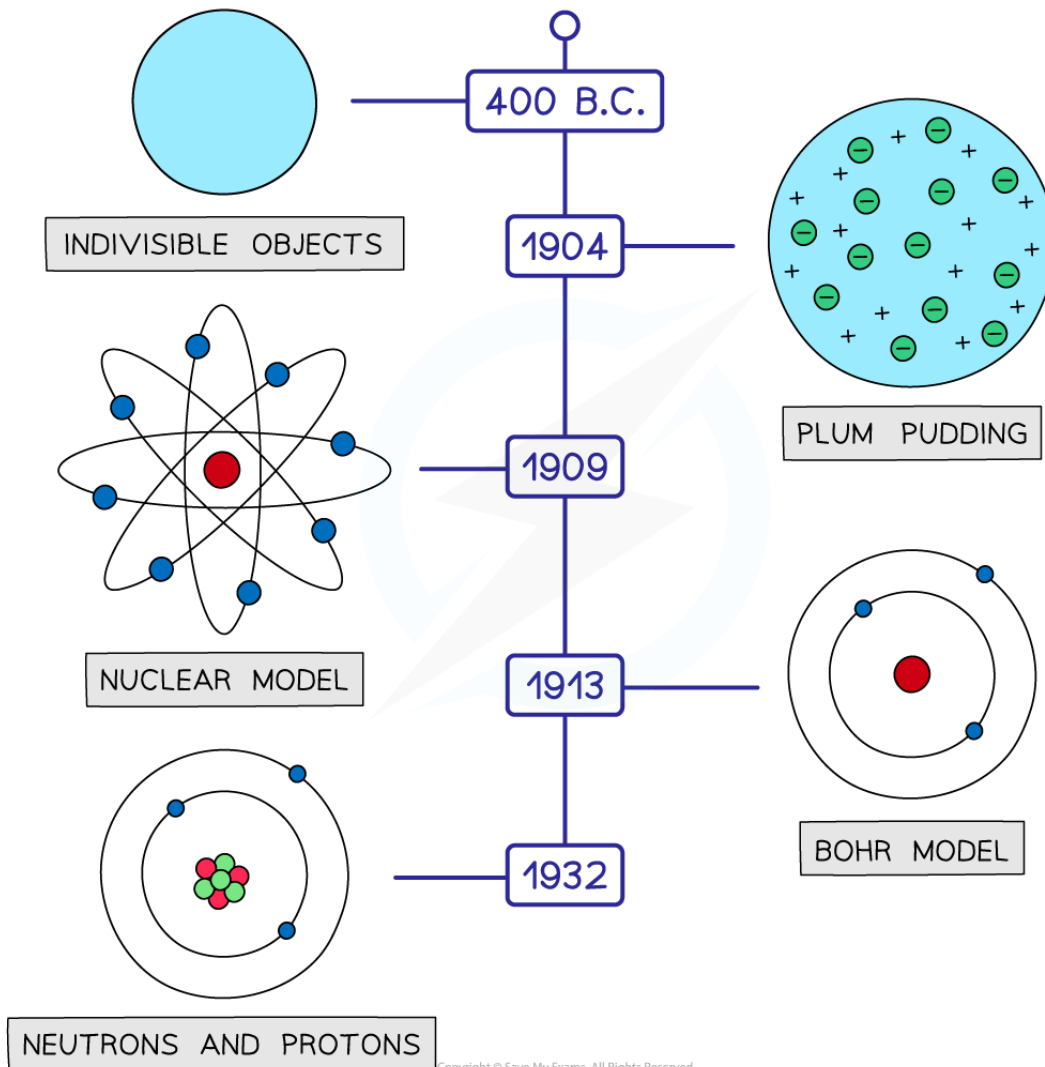 400 B.C.
INDIVISIBLE OBJECTS
1904
PLUM PUDDING
1909
NUCLEAR MODEL
1913
BOHR MODEL
1932
NEUTRONS AND PROTONS
Copyright © Save My Exams. All Rights Reserved